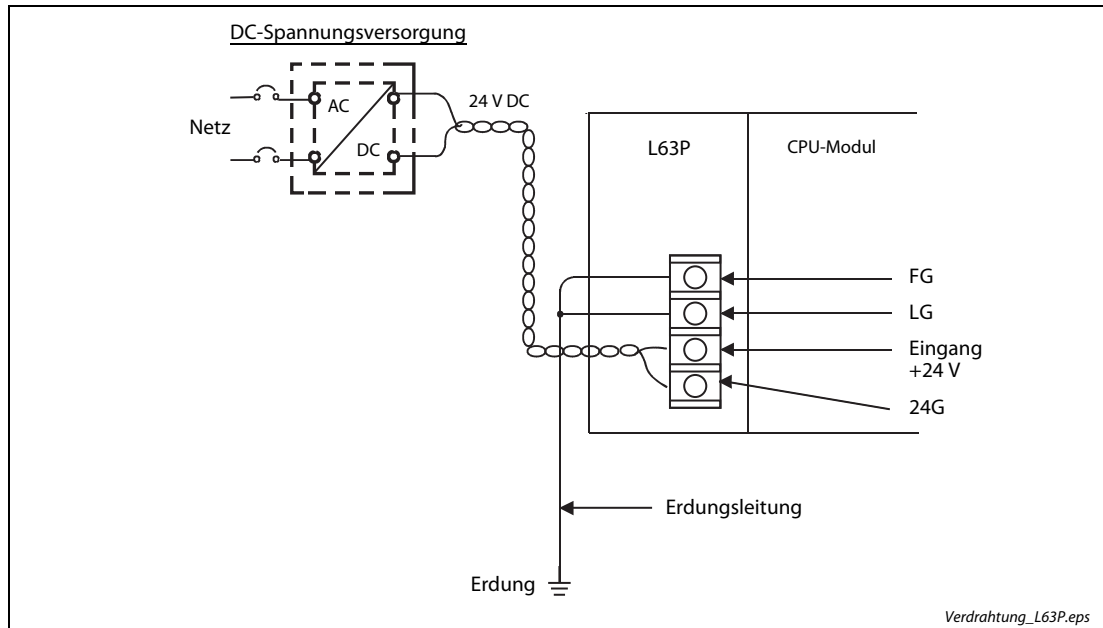 DC-Spannungsversorgung
AC
24 V DC
Netz
DC
L63P
CPU-Modul
FG
LG
Eingang
+24 V
24G
Erdungsleitung
Erdung
Verdrahtung_L63P.eps